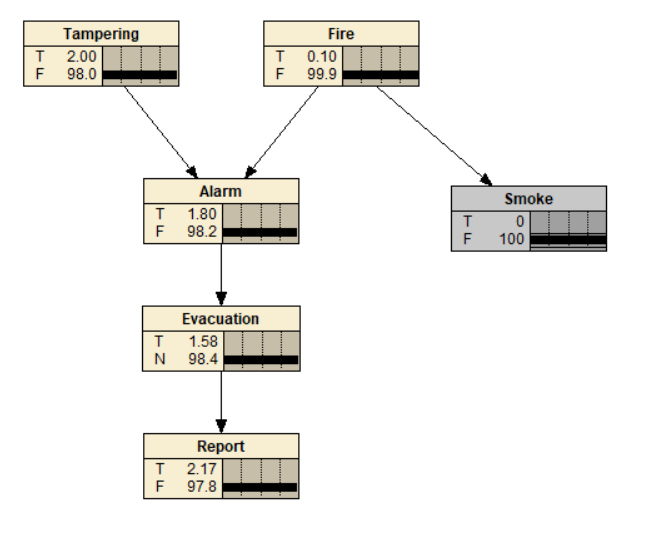 Tampering
T 2.00
F 98.0
Fire
T 0.10
F 99.9
Alarm
T 1.80
F 98.2
Smoke
T 0
F 100
Evacuation
T 1.58
N 98.4
Report
T 2.17
F 97.8